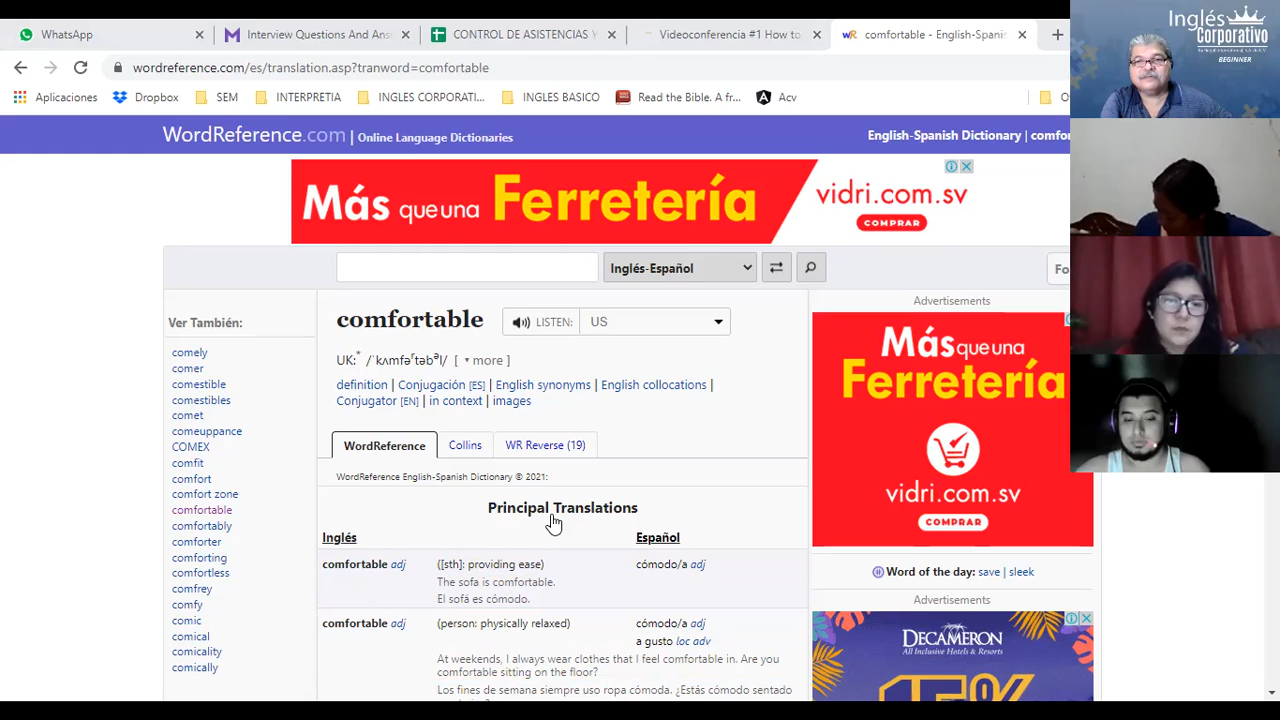 WhatsApp
Interview Questions And Ans
CONTROL DE ASISTENCIAS Y
Videoconferencia #1 How to
comfortable - English-Spanis
wordreference.com/es/translation.asp?tranword=comfortable
Aplicaciones
Dropbox
SEM
INTERPRETIA
INGLES CORPORATI...
INGLES BASICO
Read the Bible. A fr...
Acv
O
WordReference.com | Online Language Dictionaries
English-Spanish Dictionary | comfo
Más que una Ferretería
vidri.com.sv
COMPRAR
Inglés-Español
Fo
Ver También:
comely
comer
comestible
comestibles
comet
comeuppance
COMEX
comfit
comfort
comfort zone
comfortable
comfortably
comforter
comforting
comfortless
comfrey
comfy
comic
comical
comicality
comically
comfortable
LISTEN:
US
UK:* /ˈkʌmfəʳtəbəl/ [ ▾more ]
definition | Conjugación [ES] | English synonyms | English collocations |
Conjugator [EN] | in context | images
WordReference
Collins
WR Reverse (19)
WordReference English-Spanish Dictionary © 2021:
Principal Translations
Inglés
Español
comfortable adj
([sth]: providing ease)
cómodo/a adj
The sofa is comfortable.
El sofá es cómodo.
comfortable adj
(person: physically relaxed)
cómodo/a adj
a gusto loc adv
At weekends, I always wear clothes that I feel comfortable in. Are you
comfortable sitting on the floor?
Los fines de semana siempre uso ropa cómoda. ¿Estás cómodo sentado
Advertisements
Más que una
Ferretería
vidri.com.sv
COMPRAR
Word of the day: save | sleek
Advertisements
DECAMERON
All Inclusive Hotels & Resorts
15%
Inglés
Corporativo
BEGINNER